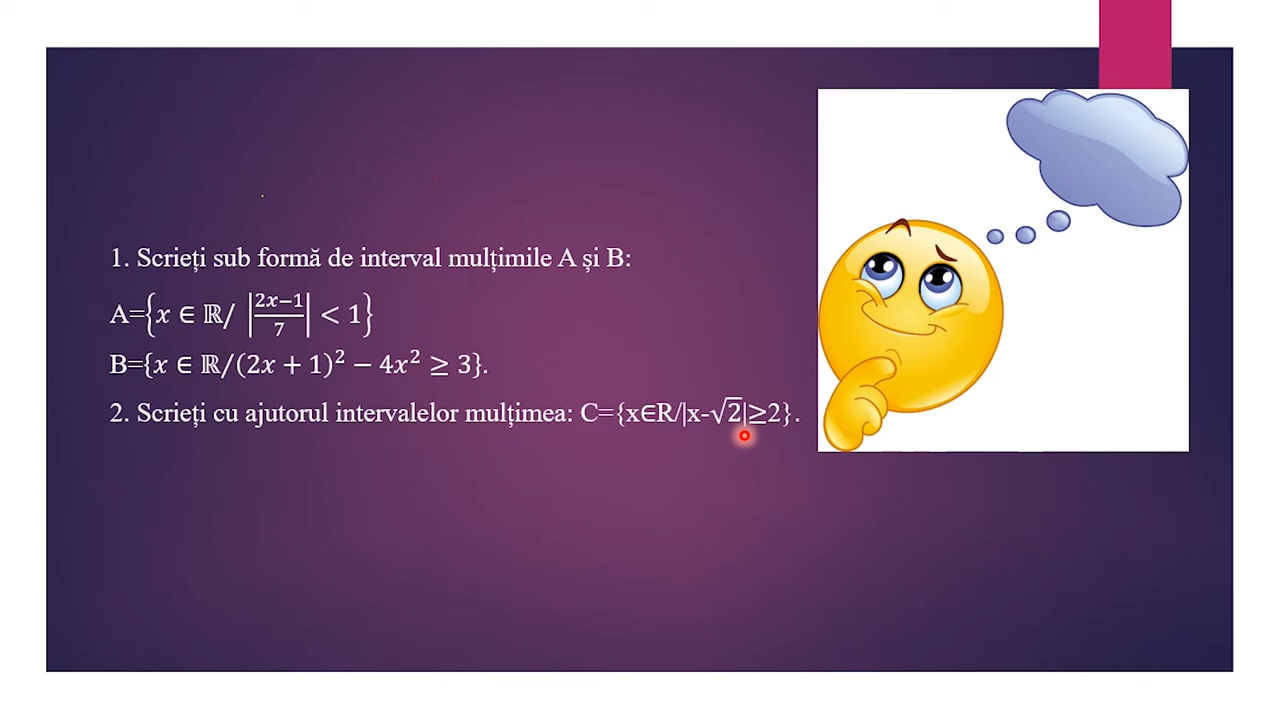 1. Scrieți sub formă de interval mulțimile A și B:
A={x ∈ ℝ/ |(2x−1)/7| < 1}
B={x ∈ ℝ/(2x + 1)² − 4x² ≥ 3}.
2. Scrieți cu ajutorul intervalelor mulțimea: C={x∈R/|x-√2|≥2}.